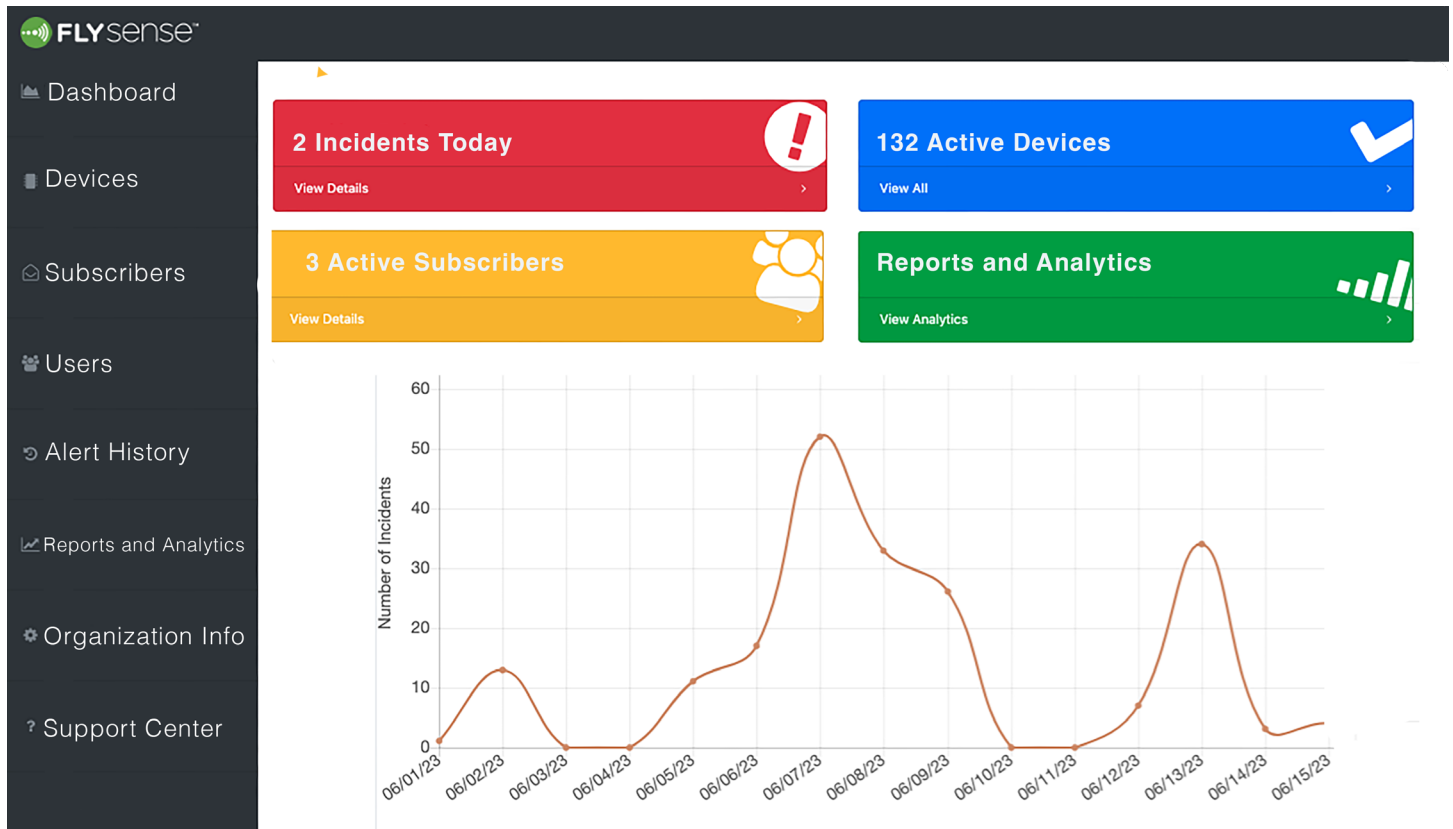 FLYsense™
Dashboard
Devices
Subscribers
Users
Alert History
Reports and Analytics
Organization Info
? Support Center
2 Incidents Today
!
View Details >
132 Active Devices
View All >
3 Active Subscribers
View Details >
Reports and Analytics
View Analytics >
Number of Incidents
60
50
40
30
20
10
0
06/01/23
06/02/23
06/03/23
06/04/23
06/05/23
06/06/23
06/07/23
06/08/23
06/09/23
06/10/23
06/11/23
06/12/23
06/13/23
06/14/23
06/15/23